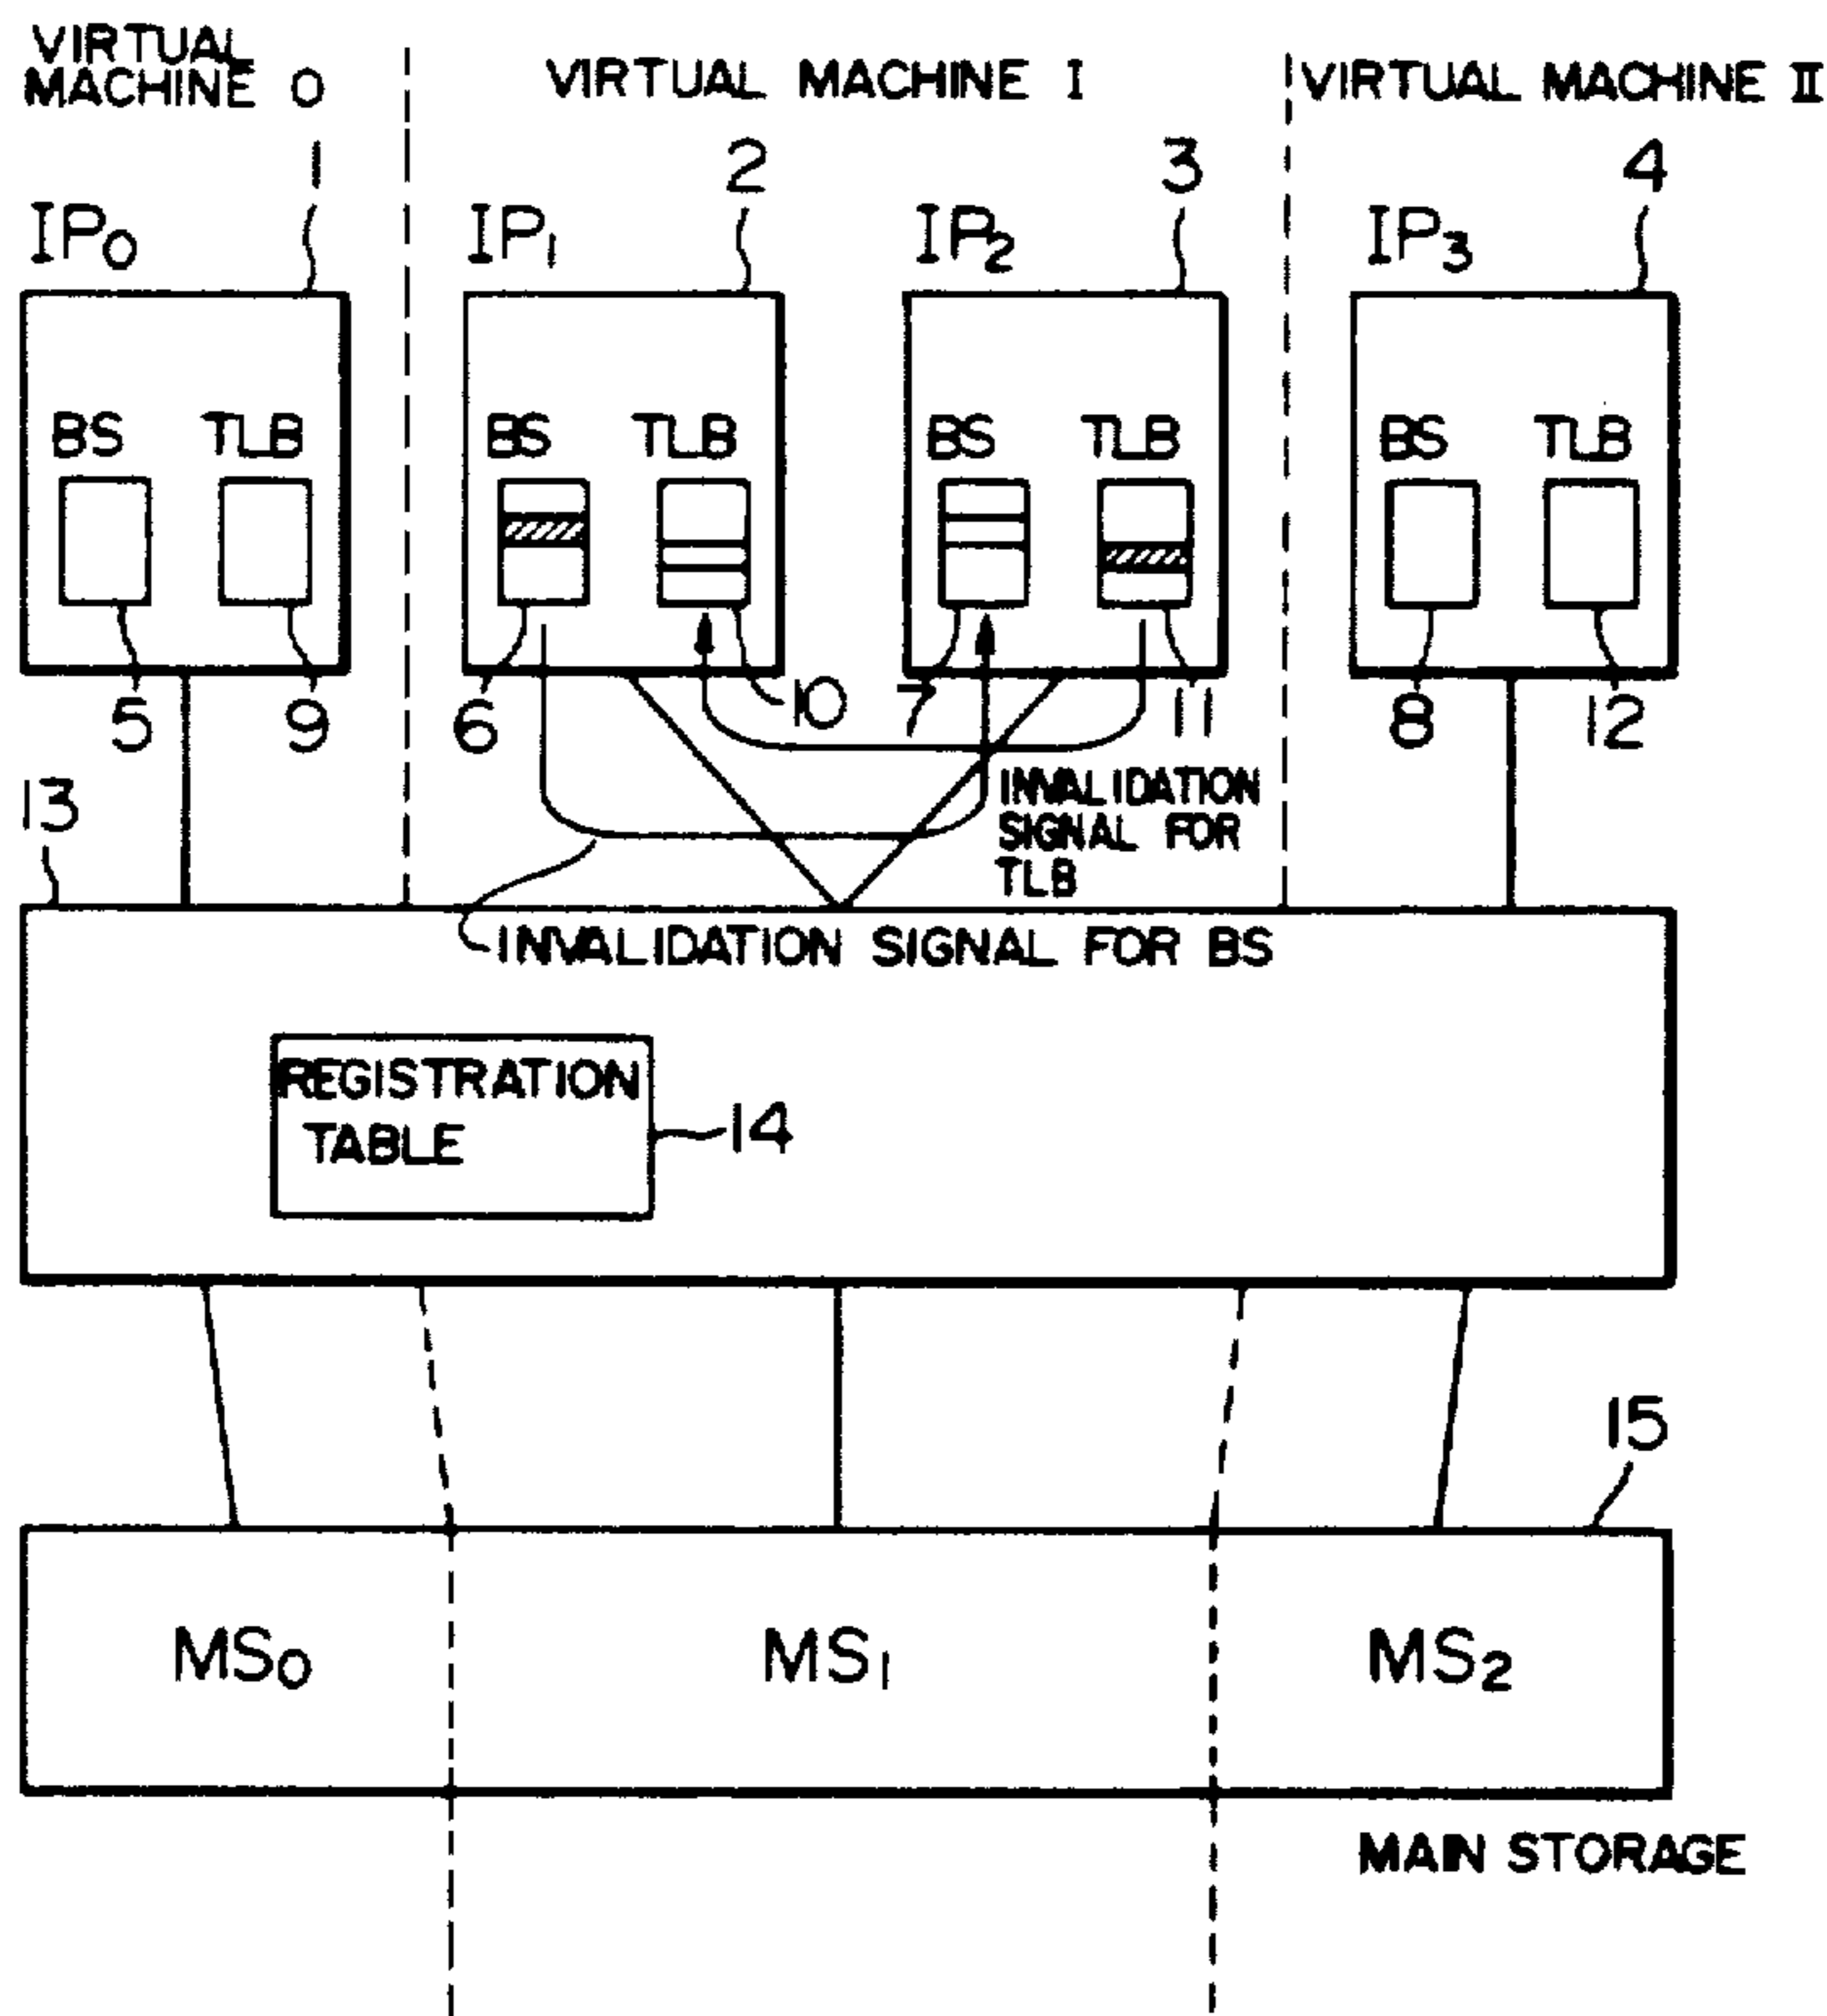 VIRTUAL
MACHINE 0
VIRTUAL MACHINE I
VIRTUAL MACHINE II
1
2
3
4
IP0
IP1
IP2
IP3
BS TLB
BS TLB
BS TLB
BS TLB
5
9
6
10
7
11
8
12
13
INVALIDATION
SIGNAL FOR
TLB
INVALIDATION SIGNAL FOR BS
REGISTRATION
TABLE
14
15
MS0
MS1
MS2
MAIN STORAGE